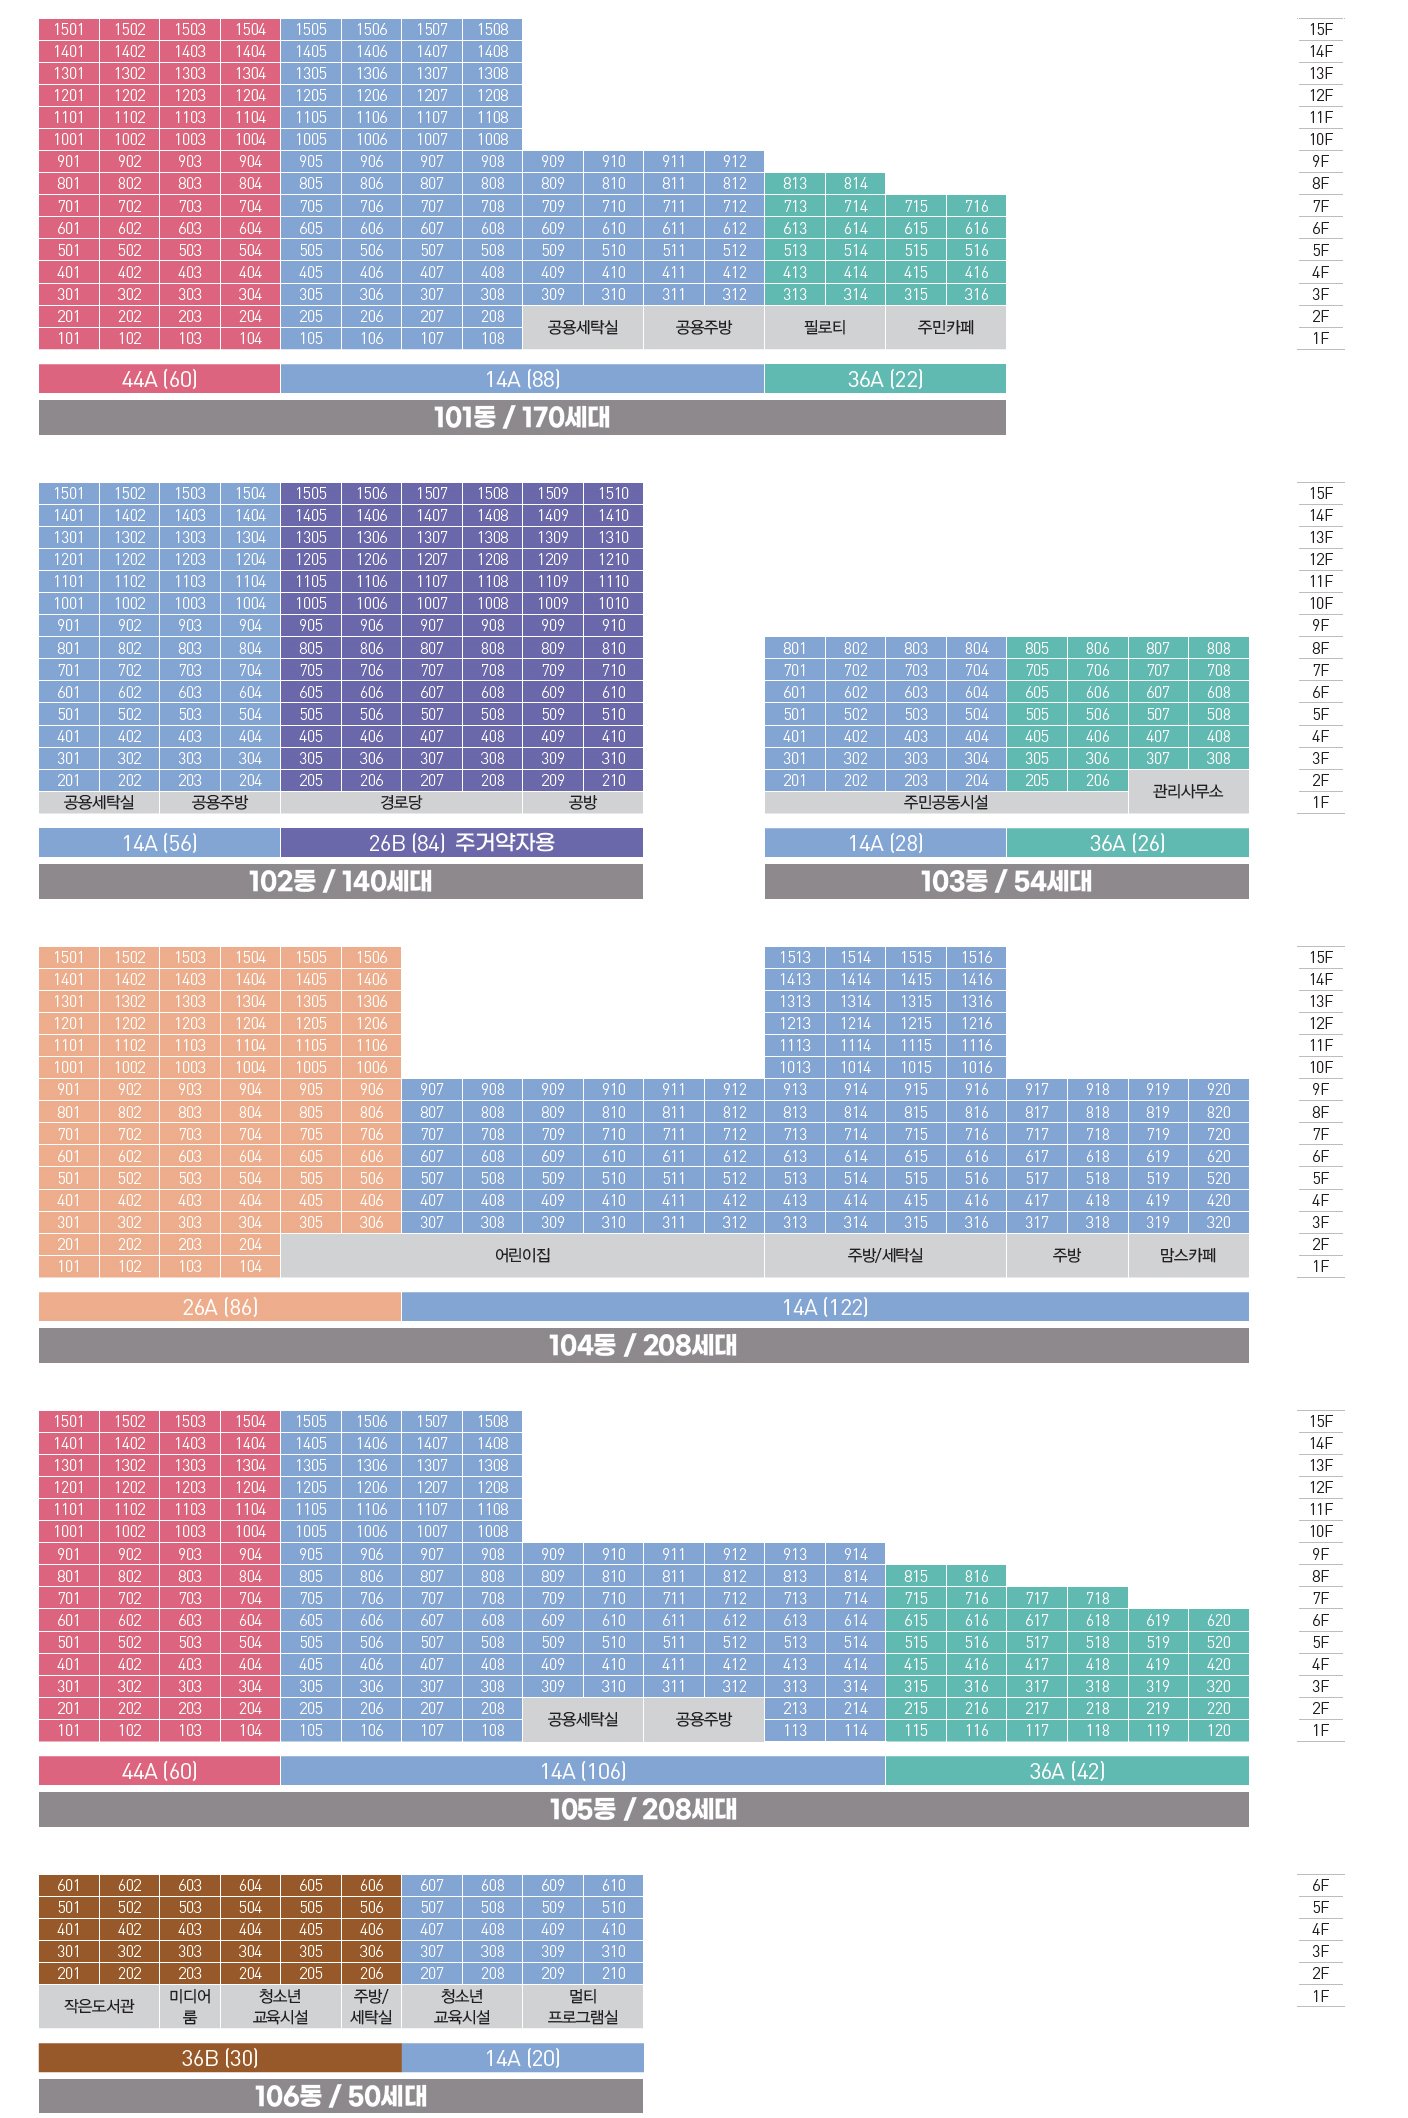 1501 1502 1503 1504 1505 1506 1507 1508 15F
1401 1402 1403 1404 1405 1406 1407 1408 14F
1301 1302 1303 1304 1305 1306 1307 1308 13F
1201 1202 1203 1204 1205 1206 1207 1208 12F
1101 1102 1103 1104 1105 1106 1107 1108 11F
1001 1002 1003 1004 1005 1006 1007 1008 10F
901 902 903 904 905 906 907 908 909 910 911 912 9F
801 802 803 804 805 806 807 808 809 810 811 812 813 814 8F
701 702 703 704 705 706 707 708 709 710 711 712 713 714 715 716 7F
601 602 603 604 605 606 607 608 609 610 611 612 613 614 615 616 6F
501 502 503 504 505 506 507 508 509 510 511 512 513 514 515 516 5F
401 402 403 404 405 406 407 408 409 410 411 412 413 414 415 416 4F
301 302 303 304 305 306 307 308 309 310 311 312 313 314 315 316 3F
201 202 203 204 205 206 207 208 2F
공용세탁실 공용주방 필로티 주민카페
101 102 103 104 105 106 107 108 1F
44A (60) 14A (88) 36A (22)
101동 / 170세대
1501 1502 1503 1504 1505 1506 1507 1508 1509 1510 15F
1401 1402 1403 1404 1405 1406 1407 1408 1409 1410 14F
1301 1302 1303 1304 1305 1306 1307 1308 1309 1310 13F
1201 1202 1203 1204 1205 1206 1207 1208 1209 1210 12F
1101 1102 1103 1104 1105 1106 1107 1108 1109 1110 11F
1001 1002 1003 1004 1005 1006 1007 1008 1009 1010 10F
901 902 903 904 905 906 907 908 909 910 9F
801 802 803 804 805 806 807 808 809 810 801 802 803 804 805 806 807 808 8F
701 702 703 704 705 706 707 708 709 710 701 702 703 704 705 706 707 708 7F
601 602 603 604 605 606 607 608 609 610 601 602 603 604 605 606 607 608 6F
501 502 503 504 505 506 507 508 509 510 501 502 503 504 505 506 507 508 5F
401 402 403 404 405 406 407 408 409 410 401 402 403 404 405 406 407 408 4F
301 302 303 304 305 306 307 308 309 310 301 302 303 304 305 306 307 308 3F
201 202 203 204 205 206 207 208 209 210 201 202 203 204 205 206 2F
관리사무소
공용세탁실 공용주방 경로당 공방 주민공동시설 1F
14A (56) 26B (84) 주거약자용 14A (28) 36A (26)
102동 / 140세대 103동 / 54세대
1501 1502 1503 1504 1505 1506 1513 1514 1515 1516 15F
1401 1402 1403 1404 1405 1406 1413 1414 1415 1416 14F
1301 1302 1303 1304 1305 1306 1313 1314 1315 1316 13F
1201 1202 1203 1204 1205 1206 1213 1214 1215 1216 12F
1101 1102 1103 1104 1105 1106 1113 1114 1115 1116 11F
1001 1002 1003 1004 1005 1006 1013 1014 1015 1016 10F
901 902 903 904 905 906 907 908 909 910 911 912 913 914 915 916 917 918 919 920 9F
801 802 803 804 805 806 807 808 809 810 811 812 813 814 815 816 817 818 819 820 8F
701 702 703 704 705 706 707 708 709 710 711 712 713 714 715 716 717 718 719 720 7F
601 602 603 604 605 606 607 608 609 610 611 612 613 614 615 616 617 618 619 620 6F
501 502 503 504 505 506 507 508 509 510 511 512 513 514 515 516 517 518 519 520 5F
401 402 403 404 405 406 407 408 409 410 411 412 413 414 415 416 417 418 419 420 4F
301 302 303 304 305 306 307 308 309 310 311 312 313 314 315 316 317 318 319 320 3F
201 202 203 204 2F
어린이집 주방/세탁실 주방 맘스카페
101 102 103 104 1F
26A (86) 14A (122)
104동 / 208세대
1501 1502 1503 1504 1505 1506 1507 1508 15F
1401 1402 1403 1404 1405 1406 1407 1408 14F
1301 1302 1303 1304 1305 1306 1307 1308 13F
1201 1202 1203 1204 1205 1206 1207 1208 12F
1101 1102 1103 1104 1105 1106 1107 1108 11F
1001 1002 1003 1004 1005 1006 1007 1008 10F
901 902 903 904 905 906 907 908 909 910 911 912 913 914 9F
801 802 803 804 805 806 807 808 809 810 811 812 813 814 815 816 8F
701 702 703 704 705 706 707 708 709 710 711 712 713 714 715 716 717 718 7F
601 602 603 604 605 606 607 608 609 610 611 612 613 614 615 616 617 618 619 620 6F
501 502 503 504 505 506 507 508 509 510 511 512 513 514 515 516 517 518 519 520 5F
401 402 403 404 405 406 407 408 409 410 411 412 413 414 415 416 417 418 419 420 4F
301 302 303 304 305 306 307 308 309 310 311 312 313 314 315 316 317 318 319 320 3F
201 202 203 204 205 206 207 208 213 214 215 216 217 218 219 220 2F
공용세탁실 공용주방
101 102 103 104 105 106 107 108 113 114 115 116 117 118 119 120 1F
44A (60) 14A (106) 36A (42)
105동 / 208세대
601 602 603 604 605 606 607 608 609 610 6F
501 502 503 504 505 506 507 508 509 510 5F
401 402 403 404 405 406 407 408 409 410 4F
301 302 303 304 305 306 307 308 309 310 3F
201 202 203 204 205 206 207 208 209 210 2F
작은도서관 미디어 청소년 주방/ 청소년 멀티 1F
룸 교육시설 세탁실 교육시설 프로그램실
36B (30) 14A (20)
106동 / 50세대